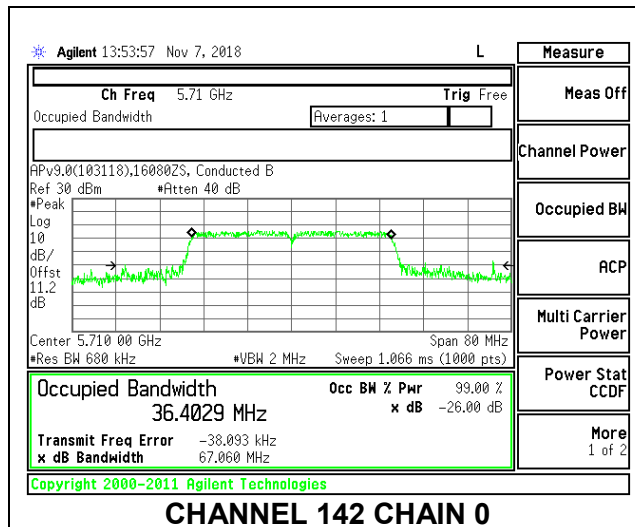 Agilent 13:53:57 Nov 7, 2018 L
Measure
Ch Freq 5.71 GHz Trig Free
Occupied Bandwidth Averages: 1
APv9.0(103118),16080ZS, Conducted B
Ref 30 dBm #Atten 40 dB
#Peak
Log
10
dB/
Offst
11.2
dB
Center 5.710 00 GHz Span 80 MHz
#Res BW 680 kHz #VBW 2 MHz Sweep 1.066 ms (1000 pts)
Occupied Bandwidth Occ BW % Pwr 99.00 %
36.4029 MHz x dB -26.00 dB
Transmit Freq Error -38.093 kHz
x dB Bandwidth 67.060 MHz
Copyright 2000-2011 Agilent Technologies
Meas Off
Channel Power
Occupied BW
ACP
Multi Carrier
Power
Power Stat
CCDF
More
1 of 2
CHANNEL 142 CHAIN 0